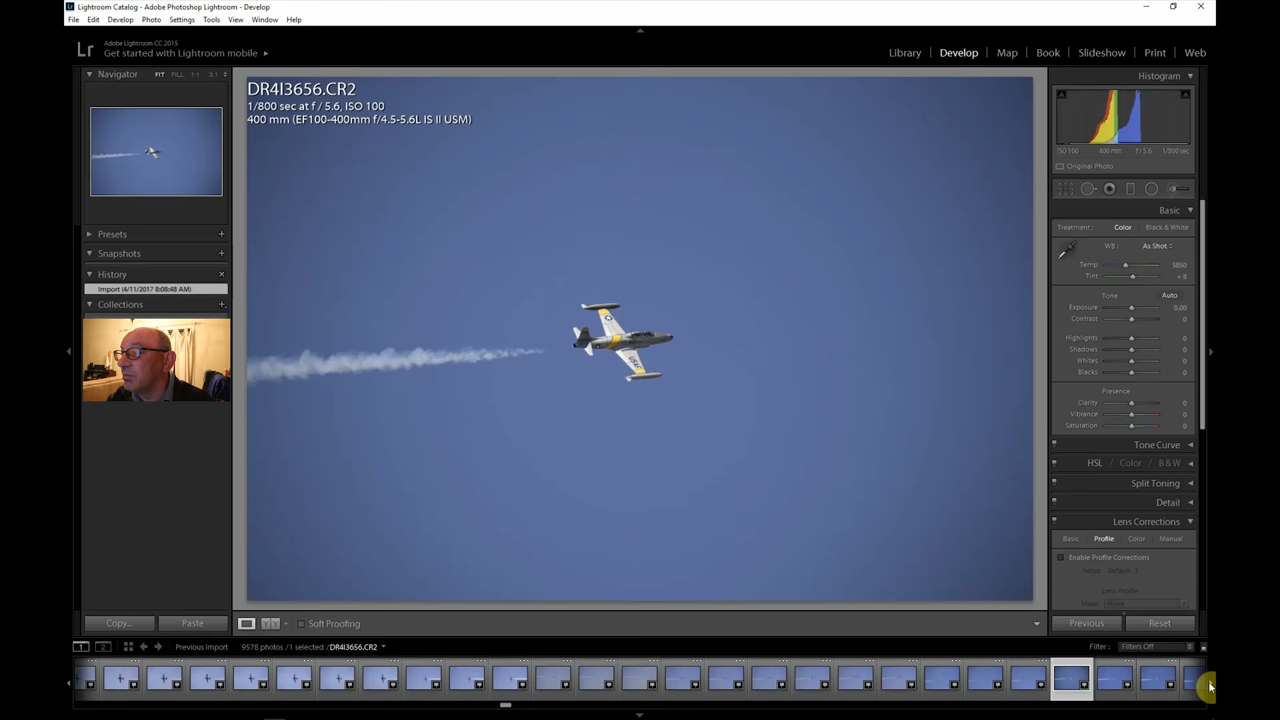 Lightroom Catalog - Adobe Photoshop Lightroom - Develop
File Edit Develop Photo Settings Tools View Window Help
Lr
Adobe Lightroom CC 2015
Get started with Lightroom mobile
Library | Develop | Map | Book | Slideshow | Print | Web
Navigator FIT FILL 1:1 3:1
Presets
Snapshots
History
Import (4/11/2017 8:08:48 AM)
Collections
Copy... Paste
DR4I3656.CR2
1/800 sec at f / 5.6, ISO 100
400 mm (EF100-400mm f/4.5-5.6L IS II USM)
Histogram
ISO 100 400 mm f / 5.6 1/800 sec
Original Photo
Basic
Treatment : Color Black & White
WB : As Shot
Temp 5850
Tint + 8
Tone Auto
Exposure 0.00
Contrast 0
Highlights 0
Shadows 0
Whites 0
Blacks 0
Presence
Clarity 0
Vibrance 0
Saturation 0
Tone Curve
HSL / Color / B & W
Split Toning
Detail
Lens Corrections
Basic Profile Color Manual
Enable Profile Corrections
Setup Default
Lens Profile
Make None
Previous Reset
Y Y Soft Proofing
1 2 Previous Import 9578 photos / 1 selected / DR4I3656.CR2 Filter : Filters Off